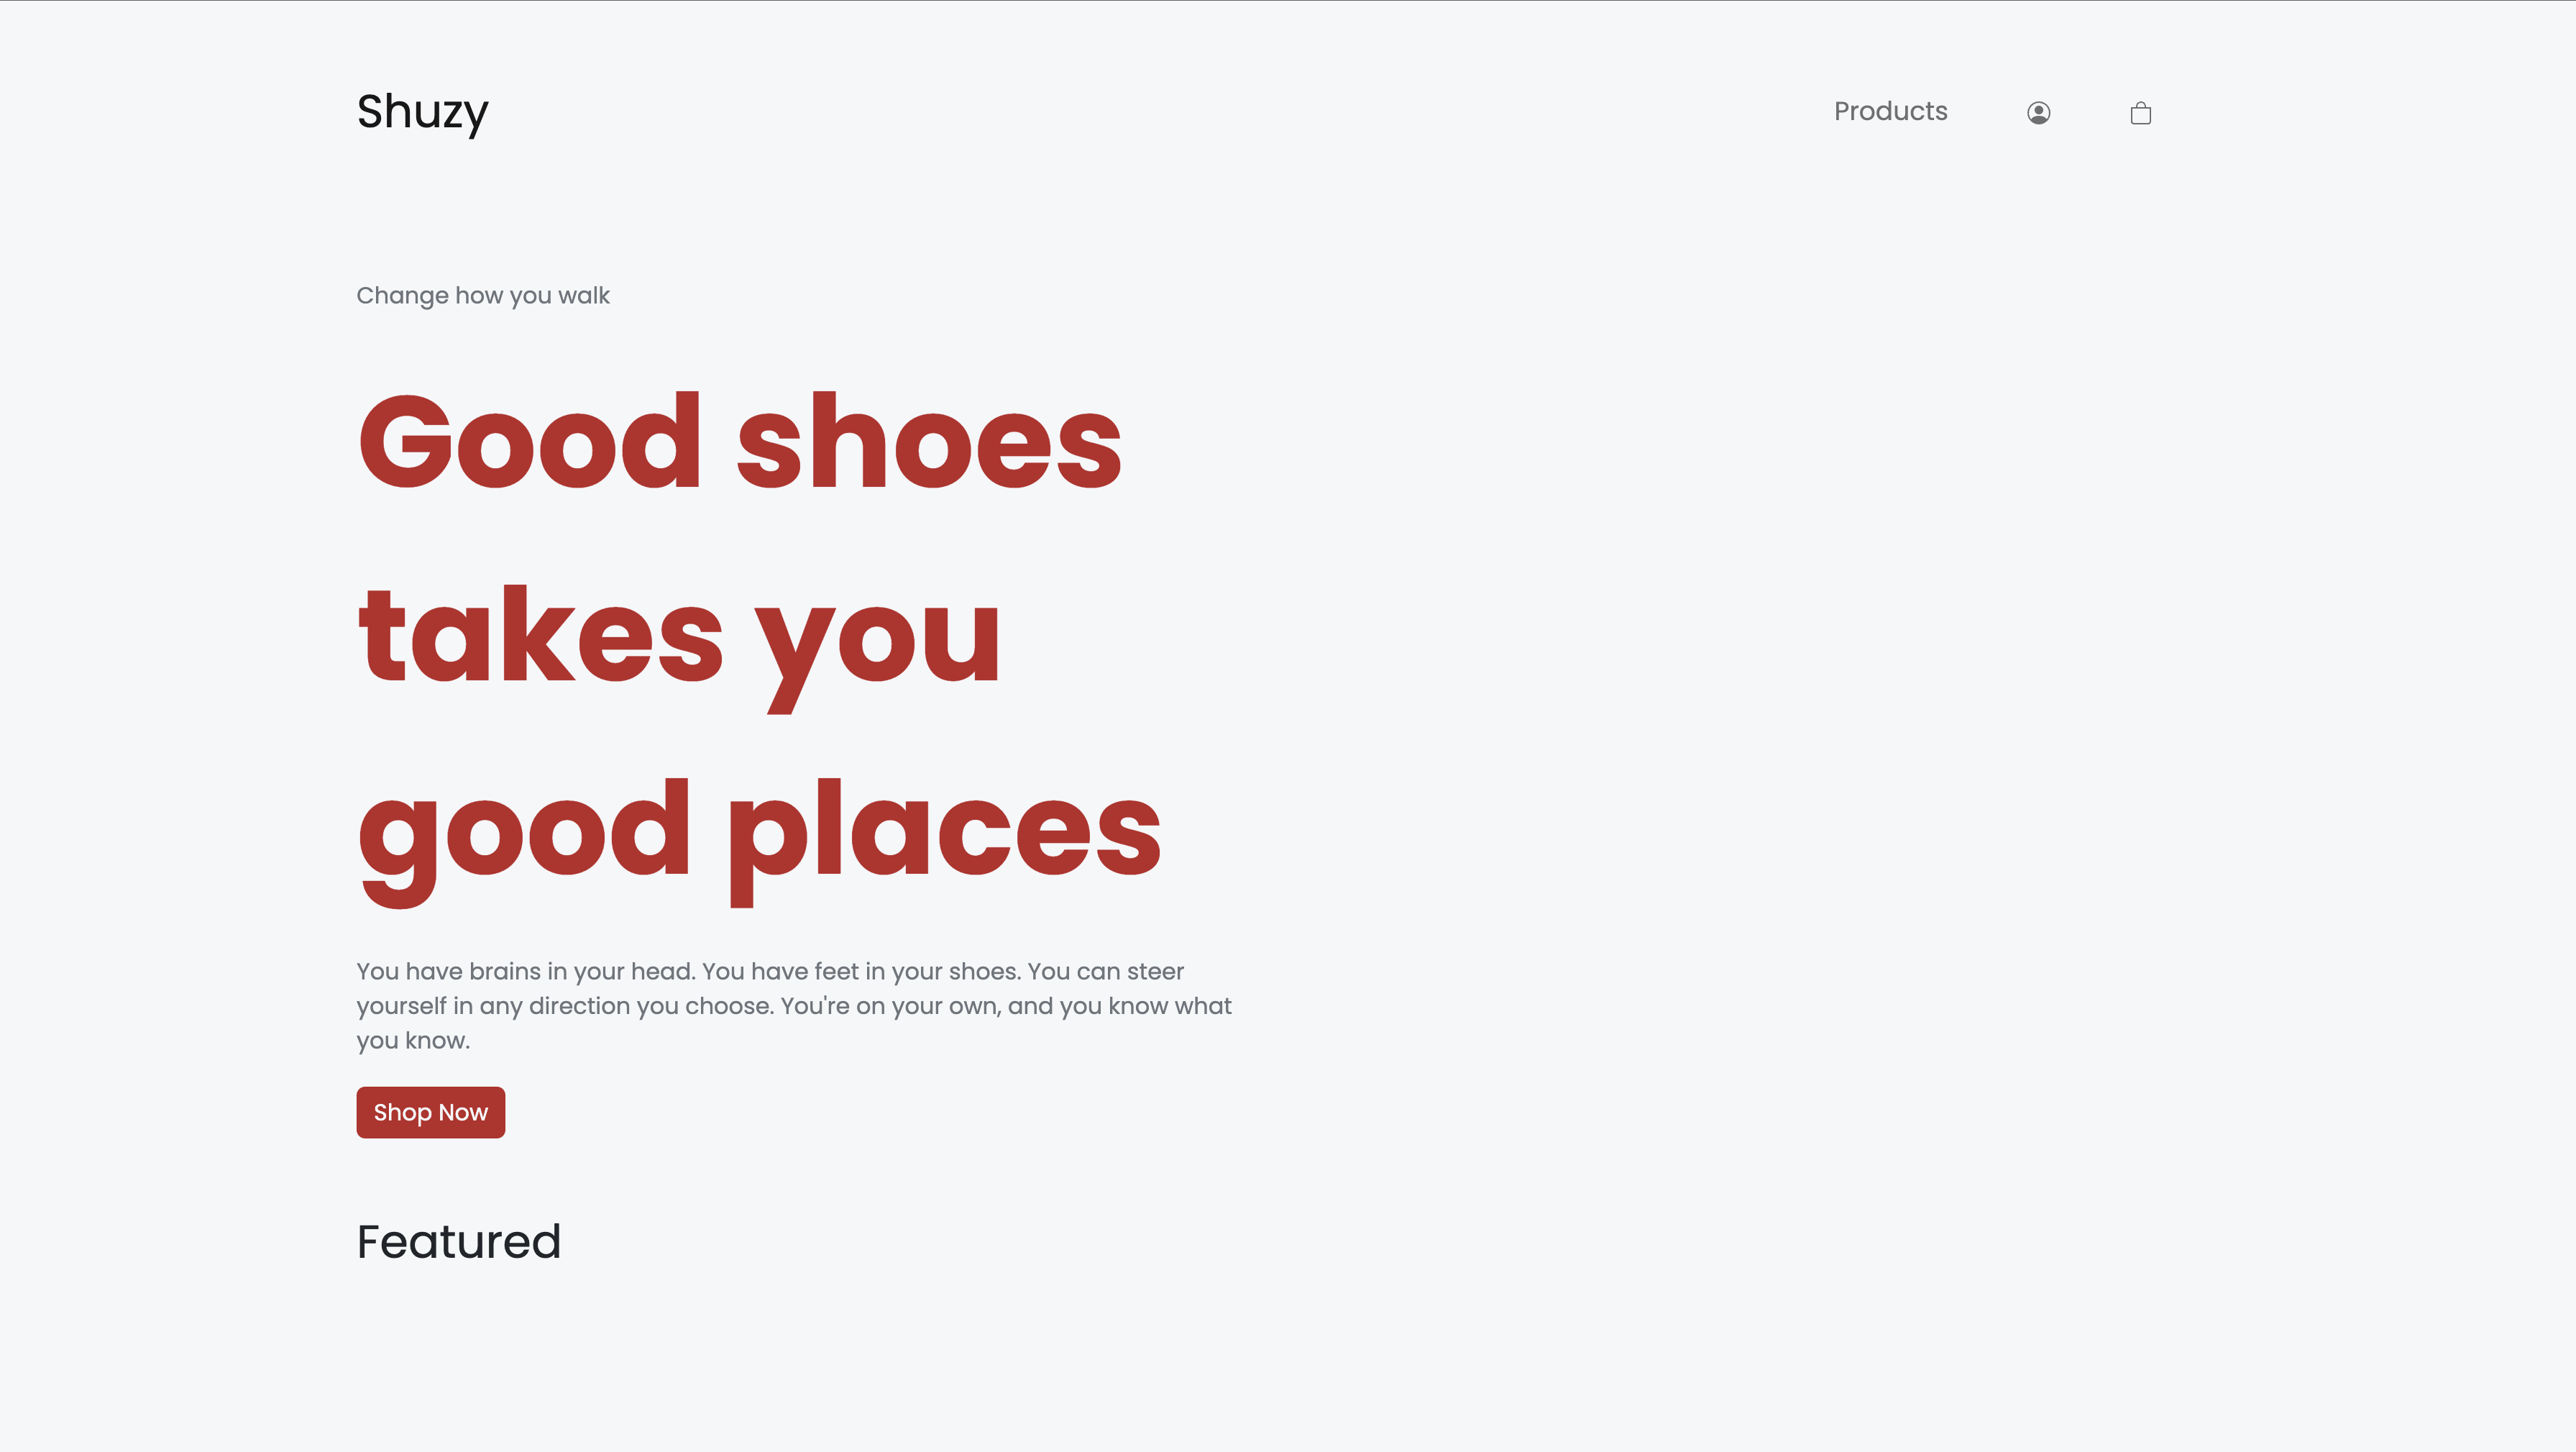 Shuzy
Products
Change how you walk
Good shoes
takes you
good places
You have brains in your head. You have feet in your shoes. You can steer
yourself in any direction you choose. You're on your own, and you know what
you know.
Shop Now
Featured